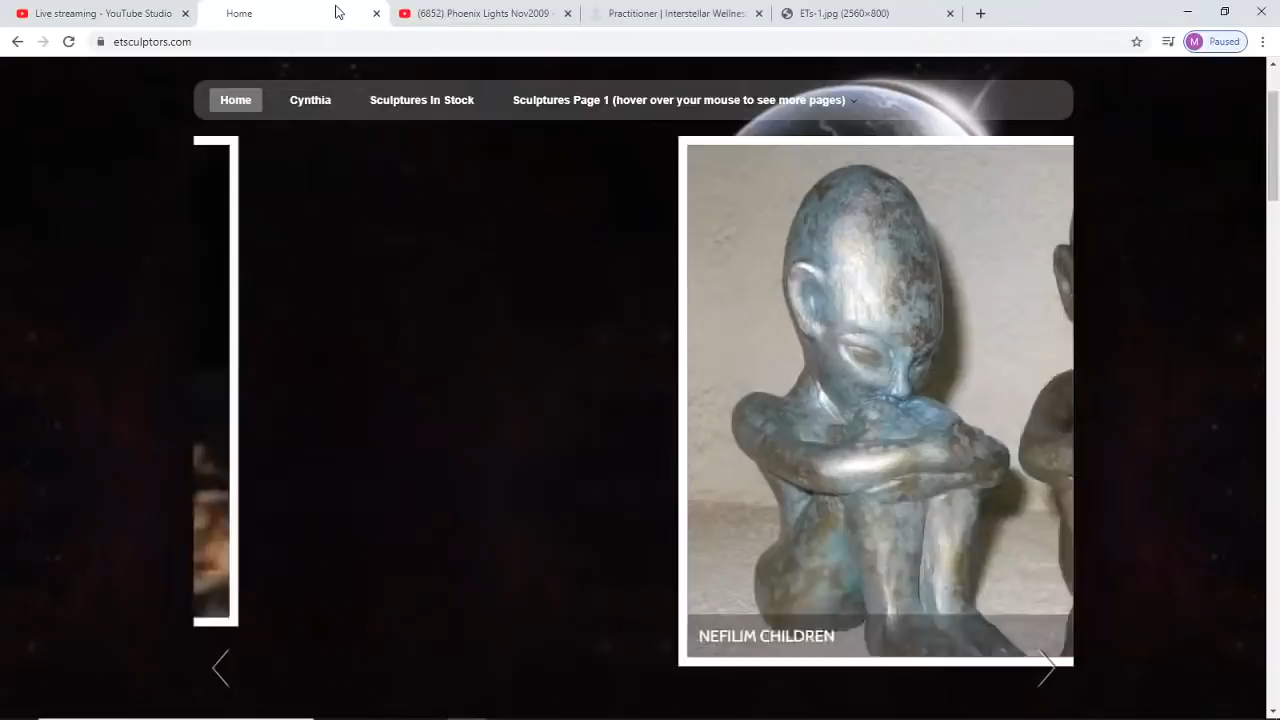 Live streaming - YouTube Studio
Home
(6852) Phoenix Lights Nov2009
Practitioner | Interstellar Wellnes
ETs-1.jpg (2560×800)
etsculptors.com
M Paused
Home
Cynthia
Sculptures In Stock
Sculptures Page 1 (hover over your mouse to see more pages)
NEFILIM CHILDREN